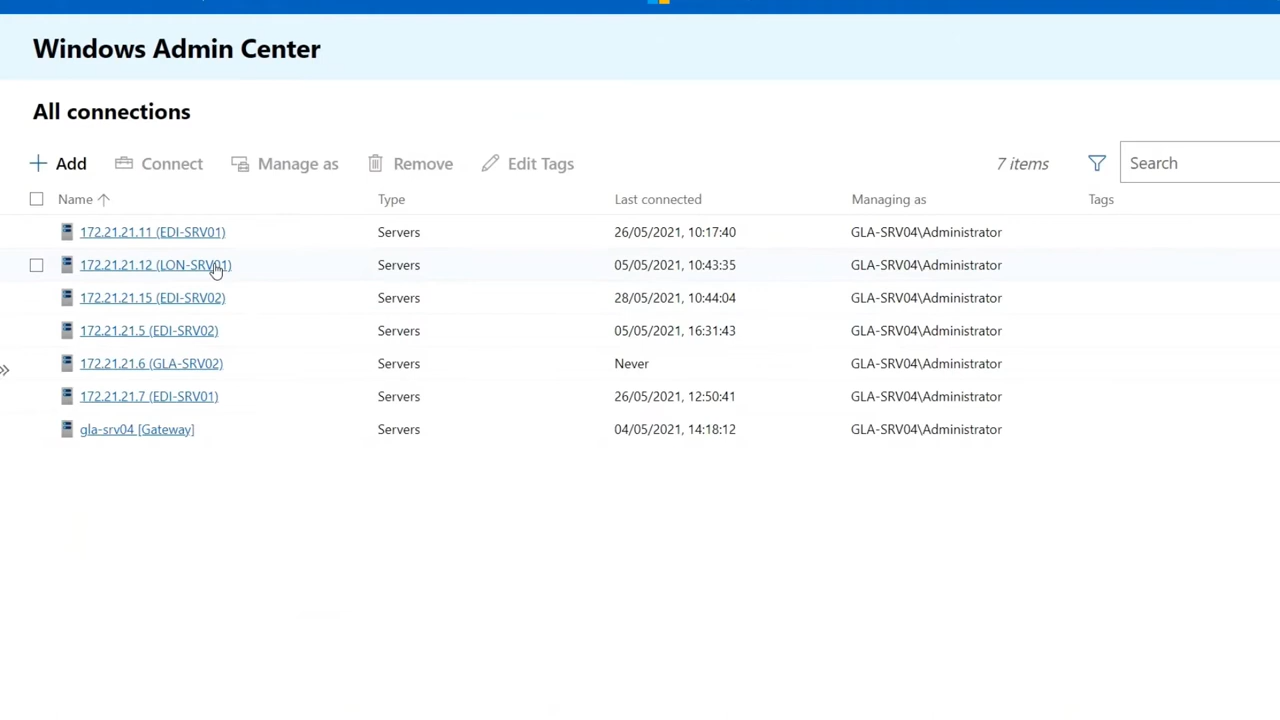 Windows Admin Center
All connections
Add Connect Manage as Remove Edit Tags 7 items Search
Name Type Last connected Managing as Tags
172.21.21.11 (EDI-SRV01) Servers 26/05/2021, 10:17:40 GLA-SRV04\Administrator
172.21.21.12 (LON-SRV01) Servers 05/05/2021, 10:43:35 GLA-SRV04\Administrator
172.21.21.15 (EDI-SRV02) Servers 28/05/2021, 10:44:04 GLA-SRV04\Administrator
172.21.21.5 (EDI-SRV02) Servers 05/05/2021, 16:31:43 GLA-SRV04\Administrator
172.21.21.6 (GLA-SRV02) Servers Never GLA-SRV04\Administrator
172.21.21.7 (EDI-SRV01) Servers 26/05/2021, 12:50:41 GLA-SRV04\Administrator
gla-srv04 [Gateway] Servers 04/05/2021, 14:18:12 GLA-SRV04\Administrator